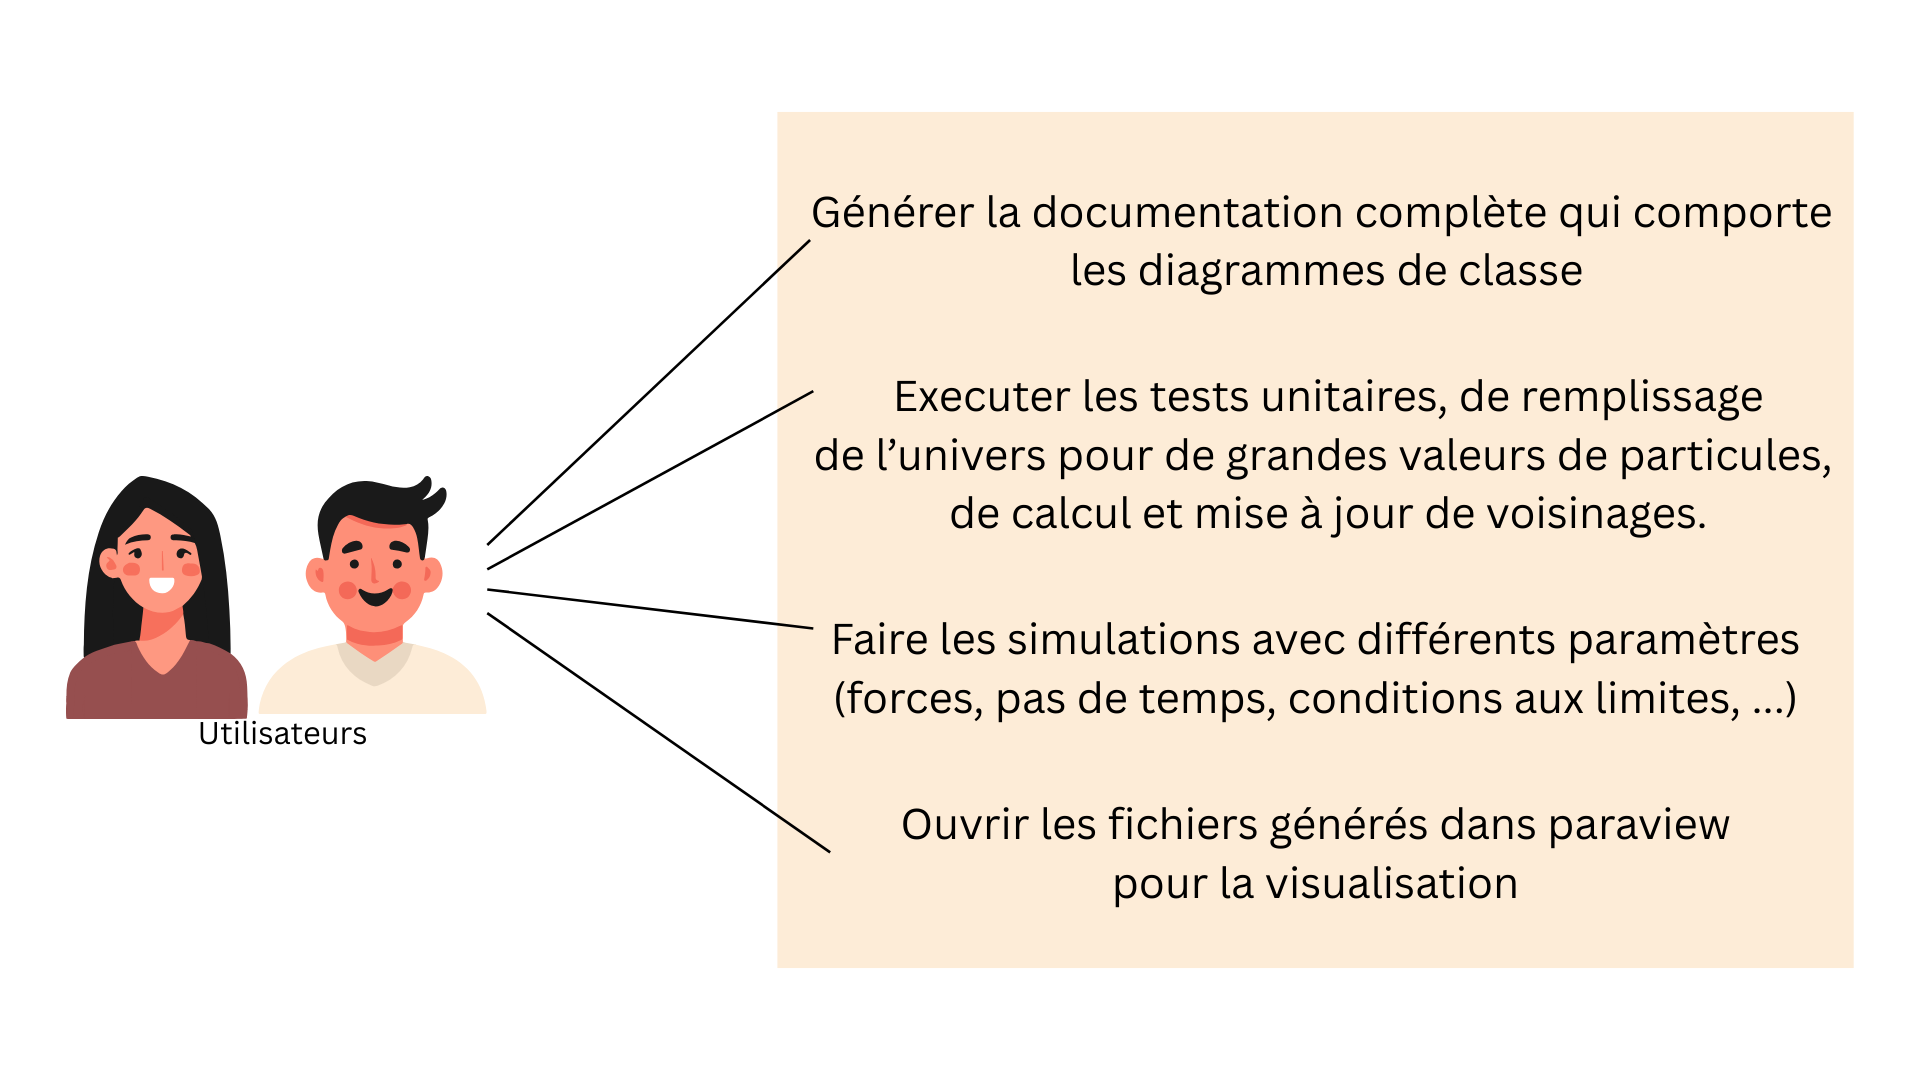 Générer la documentation complète qui comporte
les diagrammes de classe
Executer les tests unitaires, de remplissage
de l’univers pour de grandes valeurs de particules,
de calcul et mise à jour de voisinages.
Faire les simulations avec différents paramètres
(forces, pas de temps, conditions aux limites, ...)
Ouvrir les fichiers générés dans paraview
pour la visualisation
Utilisateurs